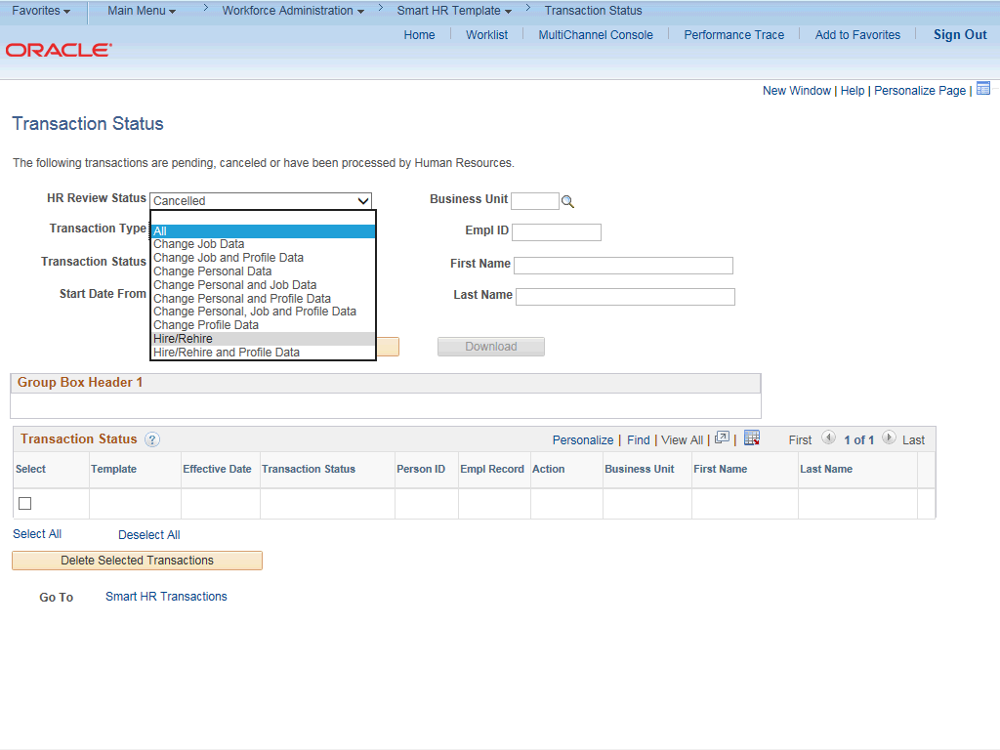 Favorites Main Menu > Workforce Administration > Smart HR Template > Transaction Status
Home Worklist MultiChannel Console Performance Trace Add to Favorites Sign Out
ORACLE
New Window | Help | Personalize Page |
Transaction Status
The following transactions are pending, canceled or have been processed by Human Resources.
HR Review Status Cancelled Business Unit
Transaction Type Empl ID
All
Change Job Data
Change Job and Profile Data
Transaction Status First Name
Change Personal Data
Change Personal and Job Data
Start Date From Last Name
Change Personal and Profile Data
Change Personal, Job and Profile Data
Change Profile Data
Hire/Rehire
Hire/Rehire and Profile Data
Download
Group Box Header 1
Transaction Status ? Personalize | Find | View All | | First 1 of 1 Last
Select Template Effective Date Transaction Status Person ID Empl Record Action Business Unit First Name Last Name
Select All Deselect All
Delete Selected Transactions
Go To Smart HR Transactions